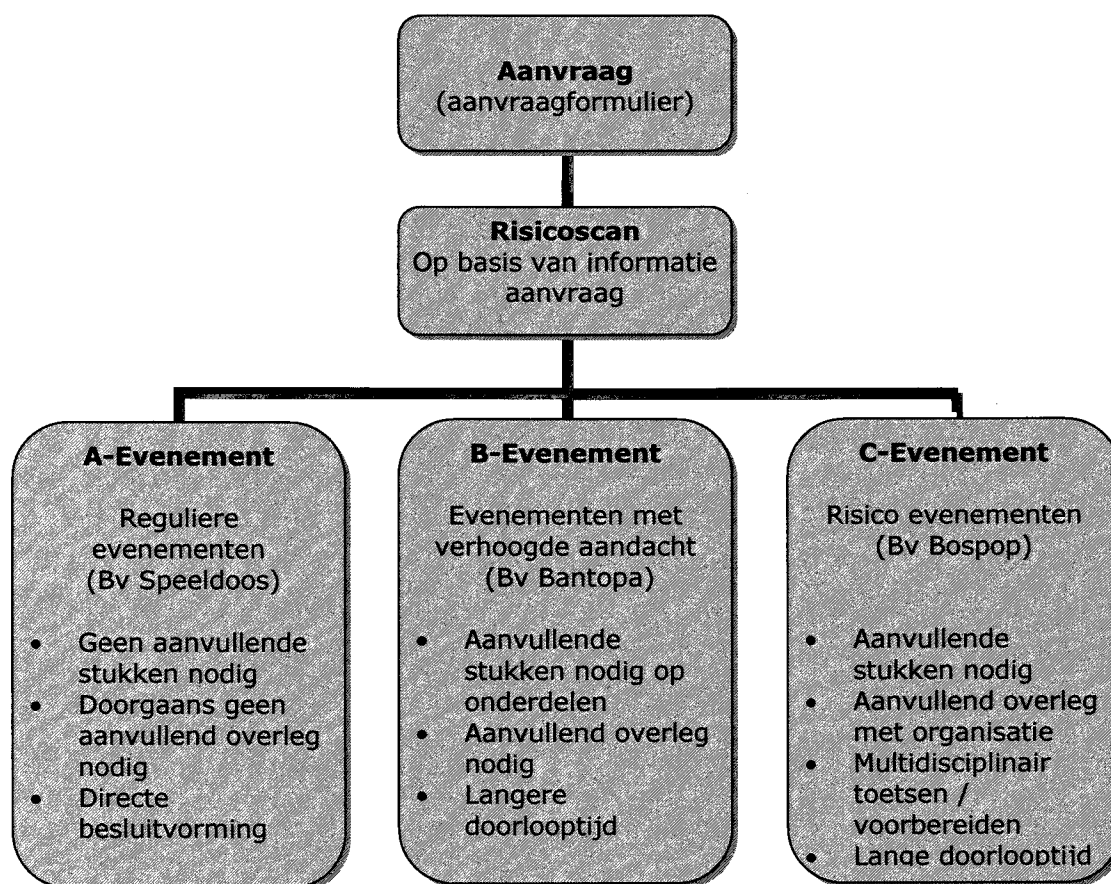 Aanvraag
(aanvraagformulier)
Risicoscan
Op basis van informatie
aanvraag
A-Evenement
Reguliere
evenementen
(Bv Speeldoos)
• Geen aanvullende
stukken nodig
• Doorgaans geen
aanvullend overleg
nodig
• Directe
besluitvorming
B-Evenement
Evenementen met
verhoogde aandacht
(Bv Bantopa)
• Aanvullende
stukken nodig op
onderdelen
• Aanvullend overleg
nodig
• Langere
doorlooptijd
C-Evenement
Risico evenementen
(Bv Bospop)
• Aanvullende
stukken nodig
• Aanvullend overleg
met organisatie
• Multidisciplinair
toetsen /
voorbereiden
• Lange doorlooptijd